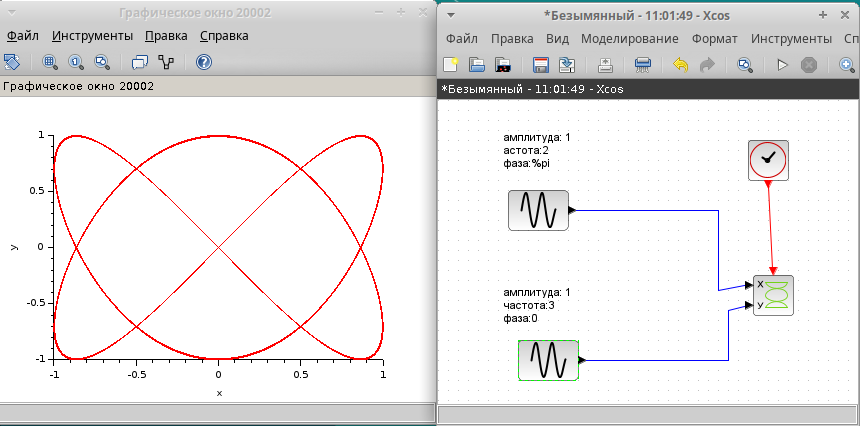 Графическое окно 20002
Файл Инструменты Правка Справка
Графическое окно 20002
1
0.5
0
-0.5
-1
-1 -0.5 0 0.5 1
y
x
*Безымянный - 11:01:49 - Xcos
Файл Правка Вид Моделирование Формат Инструменты Сп
*Безымянный - 11:01:49 - Xcos
амплитуда: 1
астота:2
фаза:%pi
амплитуда: 1
частота:3
фаза:0
X
У